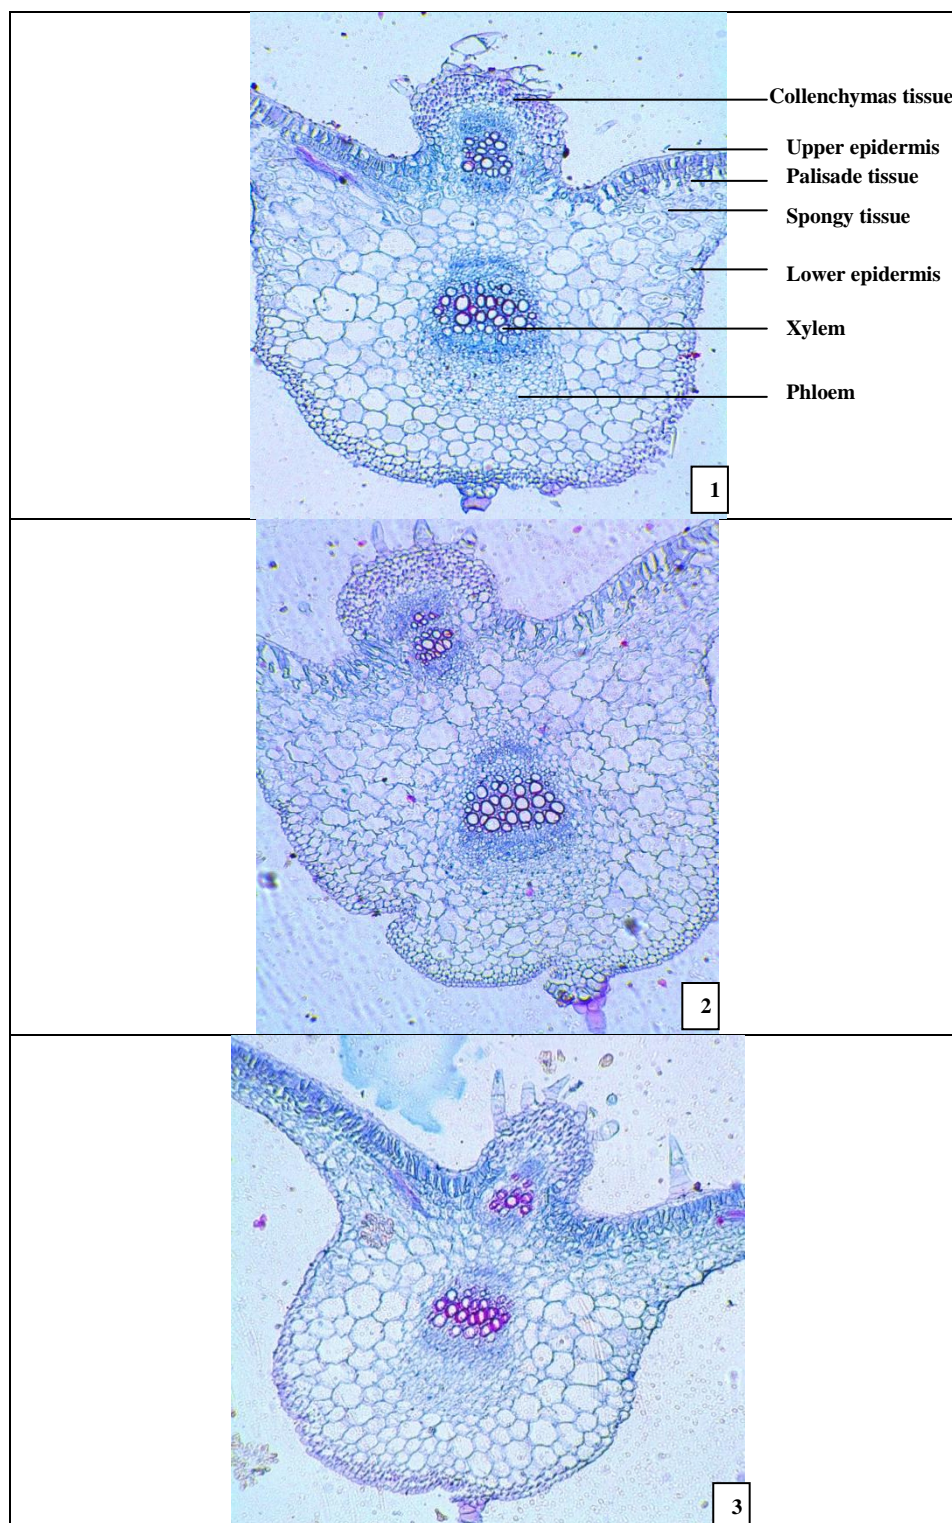 Collenchymas tissue
Upper epidermis
Palisade tissue
Spongy tissue
Lower epidermis
Xylem
Phloem
1
2
3